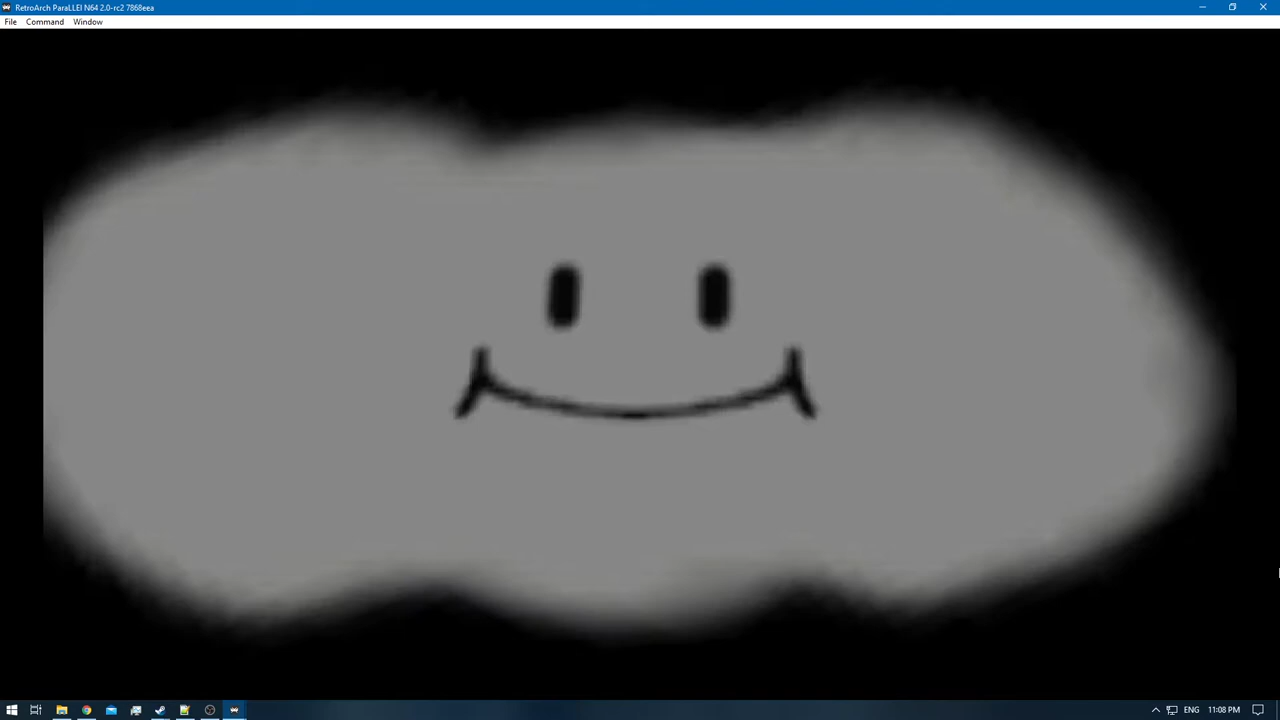 RetroArch ParaLLEl N64 2.0-rc2 7868eea
File Command Window
ENG 11:08 PM